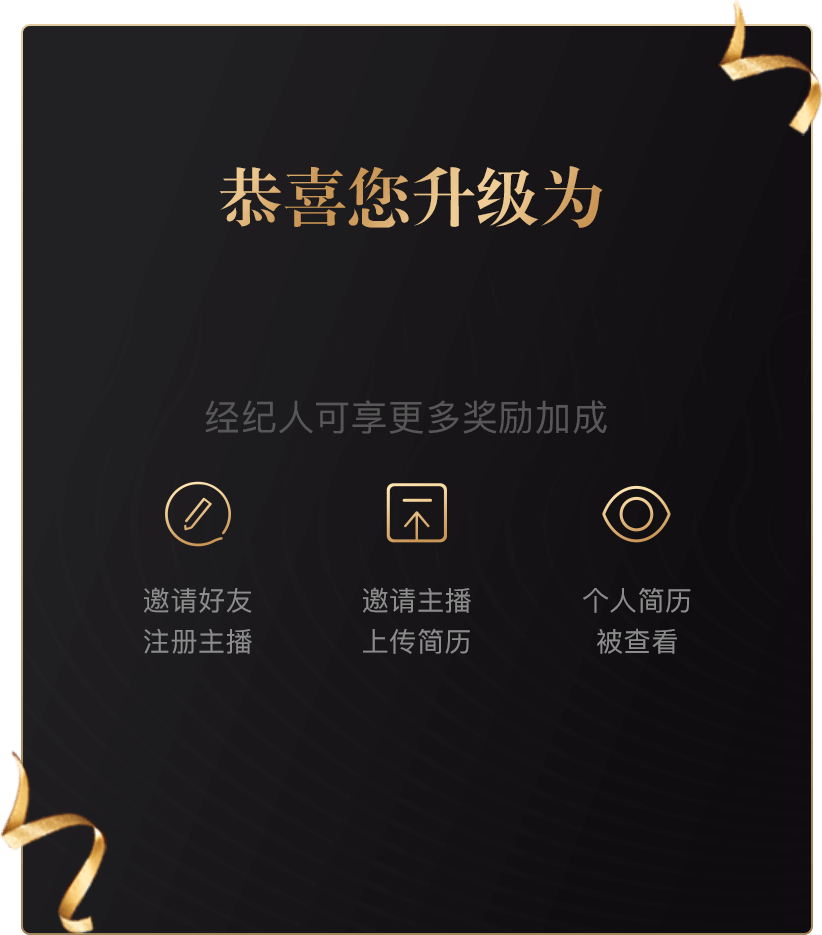 恭喜您升级为
经纪人可享更多奖励加成
邀请好友
注册主播
邀请主播
上传简历
个人简历
被查看